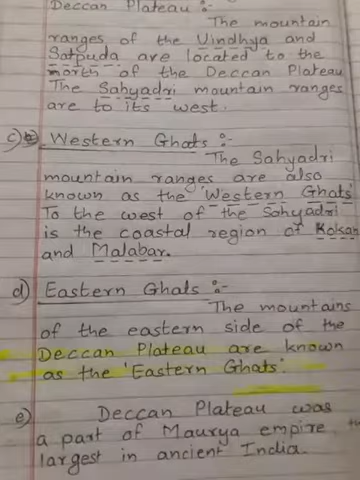 Deccan Plateau :-
The mountain
ranges of the Vindhya and
Satpuda are located to the
north of the Deccan Plateau
The Sahyadri mountain ranges
are to its west.
c) Western Ghats :-
The Sahyadri
mountain ranges are also
known as the 'Western Ghats'
To the west of the Sahyadri
is the coastal region of Kokan
and Malabar.
d) Eastern Ghats :-
The mountains
of the eastern side of the
Deccan Plateau are known
as the 'Eastern Ghats'.
e) Deccan Plateau was
a part of Maurya empire,
largest in ancient India.